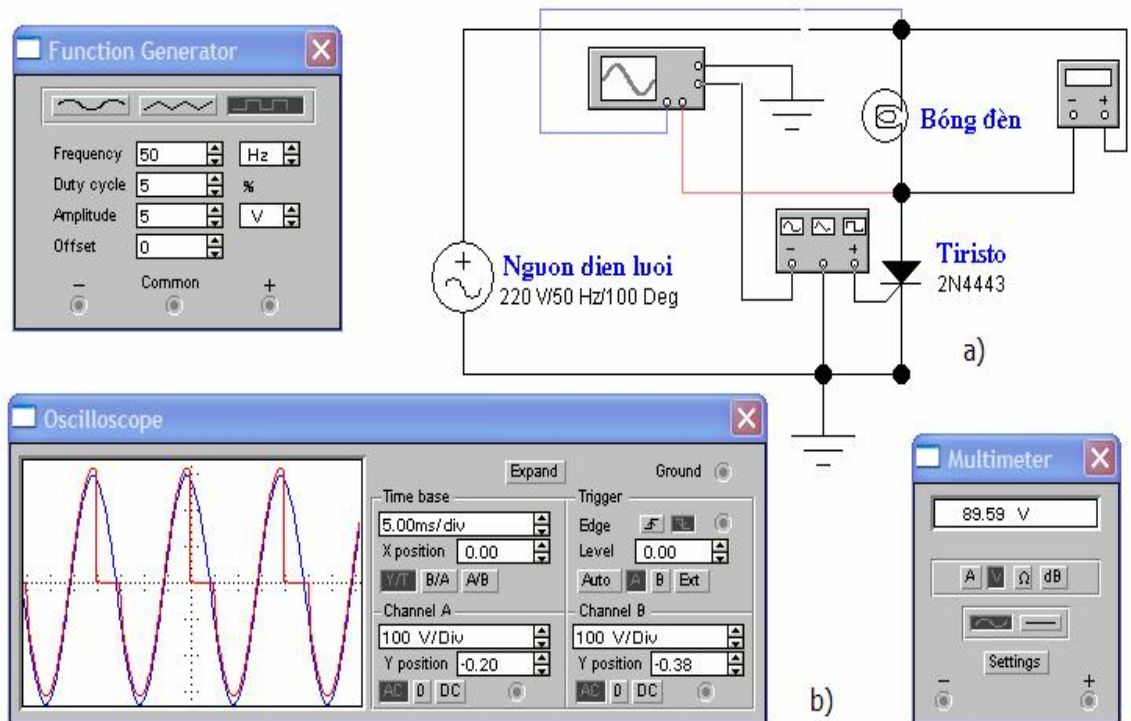 Function Generator
Frequency 50 Hz
Duty cycle 5 %
Amplitude 5 V
Offset 0
− Common +
Bóng đèn
− +
− +
Nguon dien luoi
220 V/50 Hz/100 Deg
Tiristo
2N4443
a)
Oscilloscope
Expand Ground
Time base Trigger
5.00ms/div Edge
X position 0.00 Level 0.00
Y/T B/A A/B Auto A B Ext
Channel A Channel B
100 V/Div 100 V/Div
Y position -0.20 Y position -0.38
AC 0 DC AC 0 DC
b)
Multimeter
89.59 V
A V Ω dB
Settings
− +